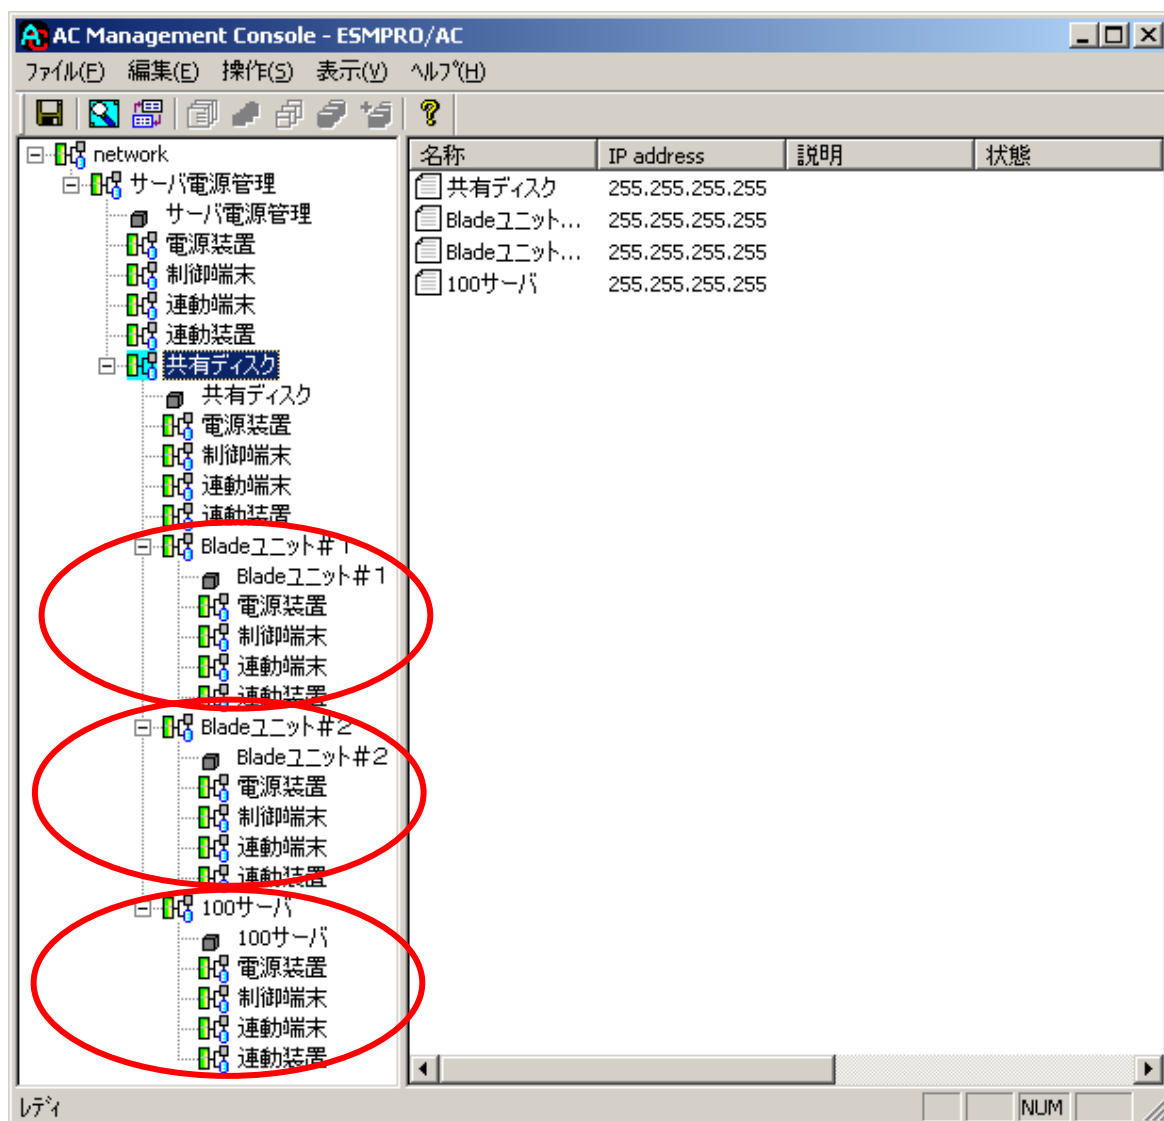 AC Management Console - ESMPRO/AC
ファイル(F) 編集(E) 操作(S) 表示(V) ヘルプ(H)
network
サーバ電源管理
サーバ電源管理
電源装置
制御端末
連動端末
連動装置
共有ディスク
共有ディスク
電源装置
制御端末
連動端末
連動装置
Bladeユニット＃１
Bladeユニット＃１
電源装置
制御端末
連動端末
連動装置
Bladeユニット＃２
Bladeユニット＃２
電源装置
制御端末
連動端末
連動装置
100サーバ
100サーバ
電源装置
制御端末
連動端末
連動装置
名称 IP address 説明 状態
共有ディスク 255.255.255.255
Bladeユニット... 255.255.255.255
Bladeユニット... 255.255.255.255
100サーバ 255.255.255.255
レディ NUM